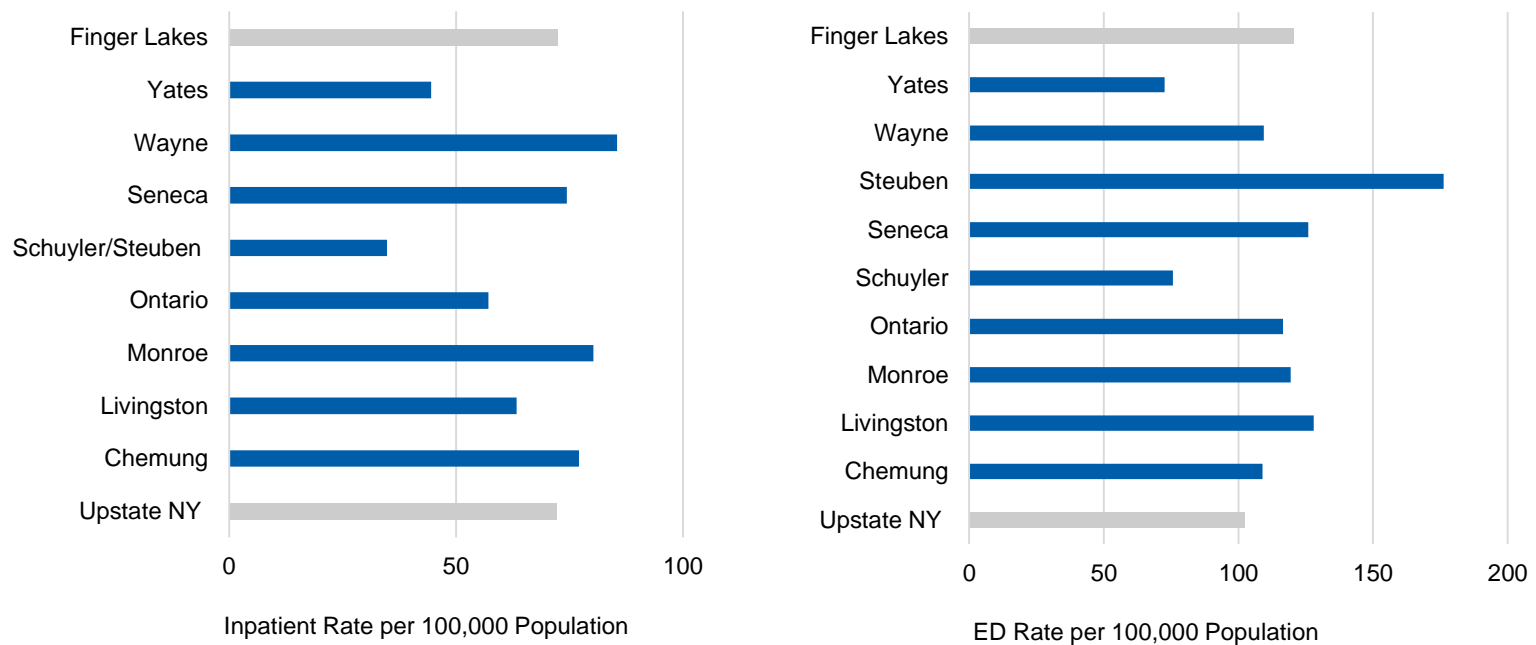 Finger Lakes
Yates
Wayne
Seneca
Schuyler/Steuben
Ontario
Monroe
Livingston
Chemung
Upstate NY
0 50 100
Inpatient Rate per 100,000 Population
Finger Lakes
Yates
Wayne
Steuben
Seneca
Schuyler
Ontario
Monroe
Livingston
Chemung
Upstate NY
0 50 100 150 200
ED Rate per 100,000 Population